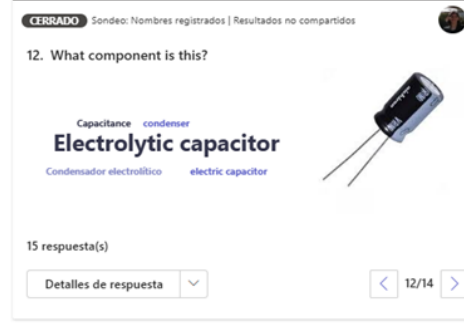 CERRADO Sondeo: Nombres registrados | Resultados no compartidos
12. What component is this?
Capacitance condenser
Electrolytic capacitor
Condensador electrolítico electric capacitor
15 respuesta(s)
Detalles de respuesta 12/14